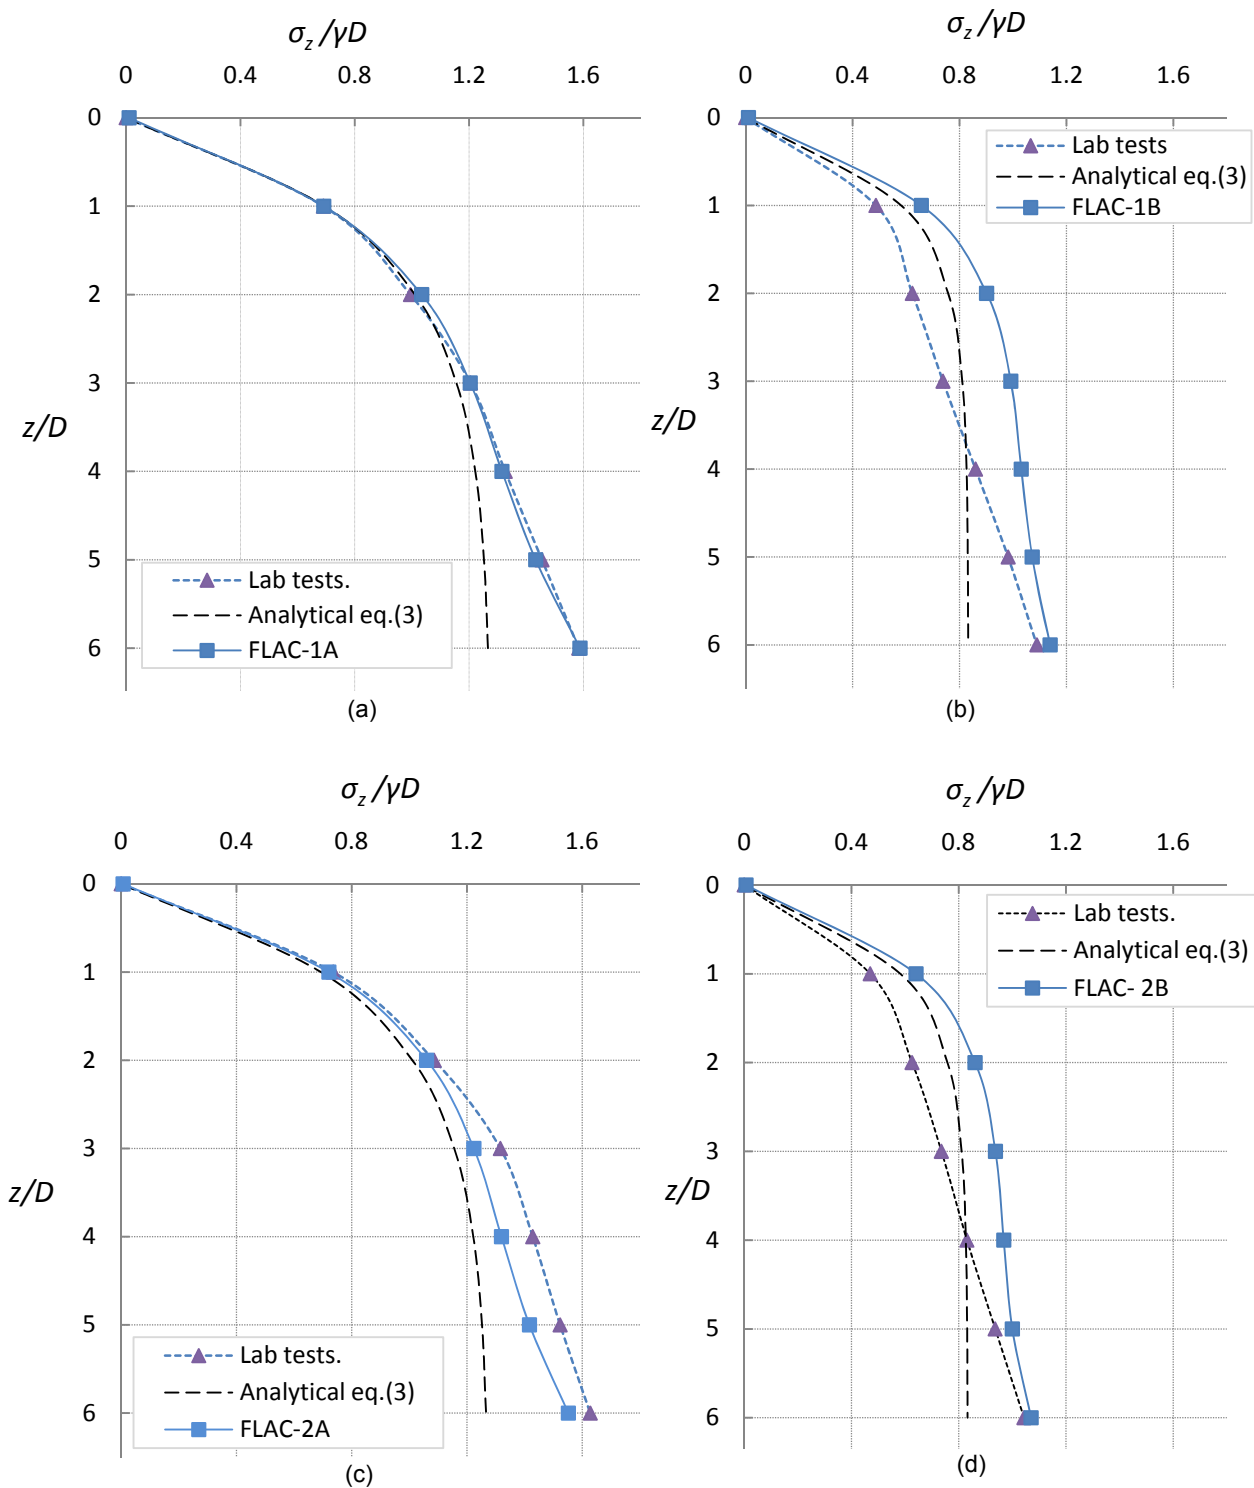 σz /γD
0 0.4 0.8 1.2 1.6
0
1
2
3
4
5
6
z/D
Lab tests.
Analytical eq.(3)
FLAC-1A
(a)
σz /γD
0 0.4 0.8 1.2 1.6
0
1
2
3
4
5
6
z/D
Lab tests
Analytical eq.(3)
FLAC-1B
(b)
σz /γD
0 0.4 0.8 1.2 1.6
0
1
2
3
4
5
6
z/D
Lab tests.
Analytical eq.(3)
FLAC-2A
(c)
σz /γD
0 0.4 0.8 1.2 1.6
0
1
2
3
4
5
6
z/D
Lab tests.
Analytical eq.(3)
FLAC- 2B
(d)